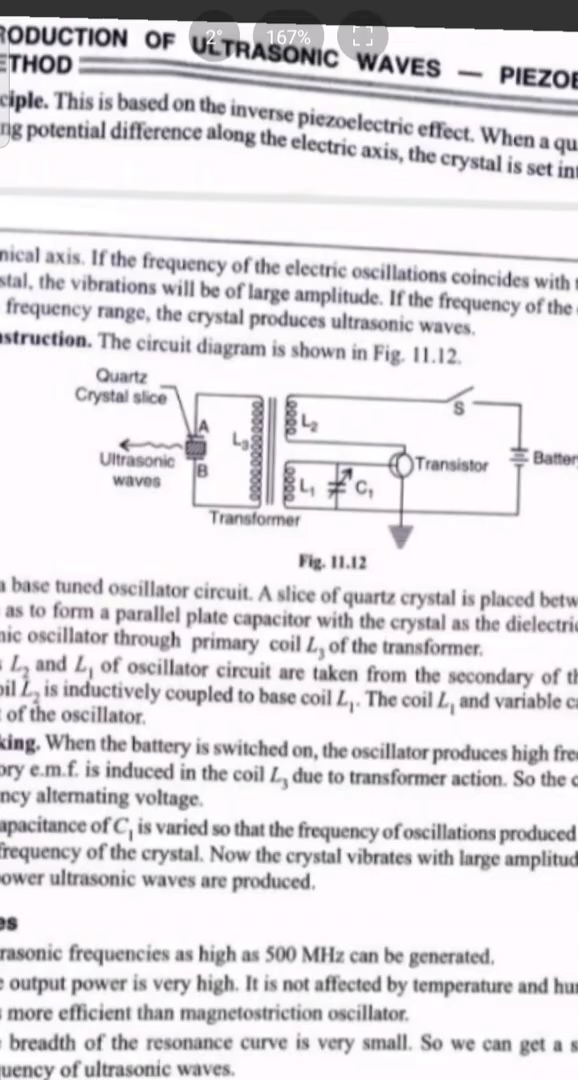 2° 167%
RODUCTION OF ULTRASONIC WAVES — PIEZOE
ETHOD
ciple. This is based on the inverse piezoelectric effect. When a qu
ng potential difference along the electric axis, the crystal is set int
nical axis. If the frequency of the electric oscillations coincides with
stal, the vibrations will be of large amplitude. If the frequency of the
frequency range, the crystal produces ultrasonic waves.
nstruction. The circuit diagram is shown in Fig. 11.12.
Quartz
Crystal slice
A
L₃
L₂
S
Ultrasonic
waves
B
L₁
C₁
Transistor
Batter
Transformer
Fig. 11.12
a base tuned oscillator circuit. A slice of quartz crystal is placed betw
as to form a parallel plate capacitor with the crystal as the dielectric
nic oscillator through primary coil L₃ of the transformer.
s L₂ and L₁ of oscillator circuit are taken from the secondary of th
oil L₂ is inductively coupled to base coil L₁. The coil L₁ and variable ca
of the oscillator.
king. When the battery is switched on, the oscillator produces high fre
ory e.m.f. is induced in the coil L₃ due to transformer action. So the c
ncy alternating voltage.
apacitance of C₁ is varied so that the frequency of oscillations produced
frequency of the crystal. Now the crystal vibrates with large amplitud
ower ultrasonic waves are produced.
es
rasonic frequencies as high as 500 MHz can be generated.
e output power is very high. It is not affected by temperature and hu
s more efficient than magnetostriction oscillator.
e breadth of the resonance curve is very small. So we can get a s
quency of ultrasonic waves.